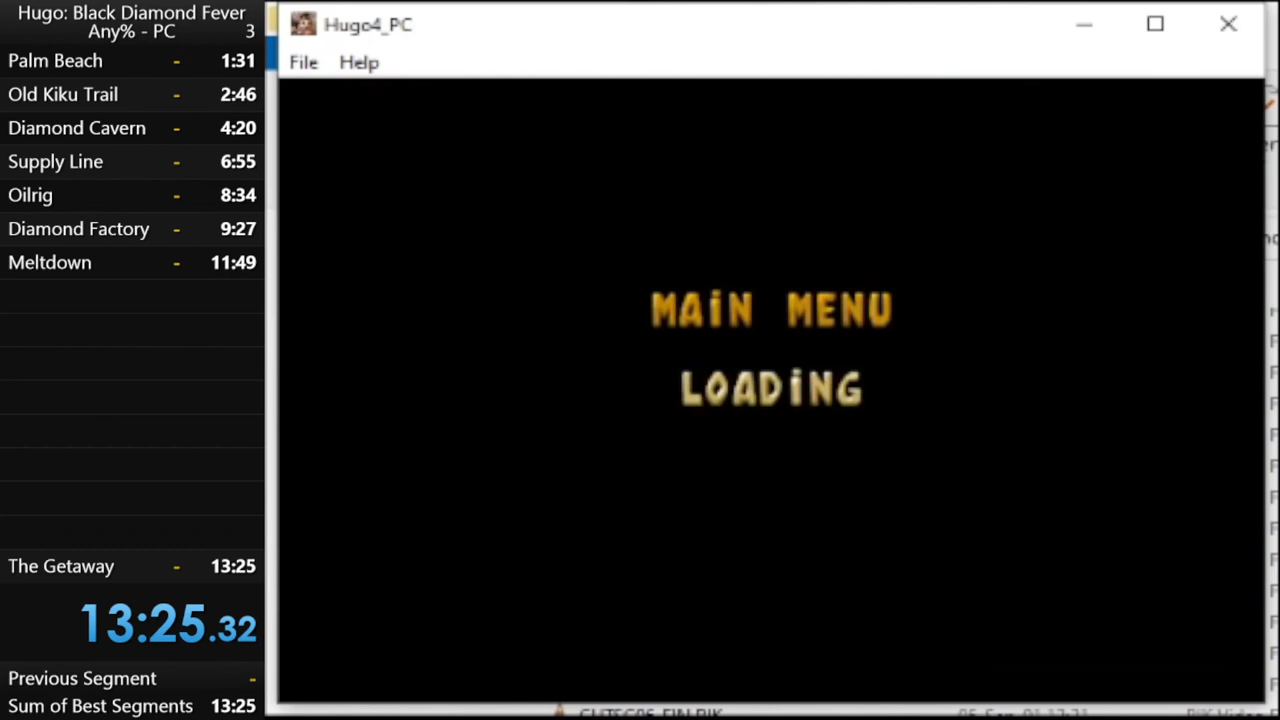 Hugo: Black Diamond Fever
Any% - PC 3
Palm Beach - 1:31
Old Kiku Trail - 2:46
Diamond Cavern - 4:20
Supply Line - 6:55
Oilrig - 8:34
Diamond Factory - 9:27
Meltdown - 11:49
The Getaway - 13:25
13:25.32
Previous Segment -
Sum of Best Segments 13:25
Hugo4_PC
File Help
MAiN MENU
LOADiNG